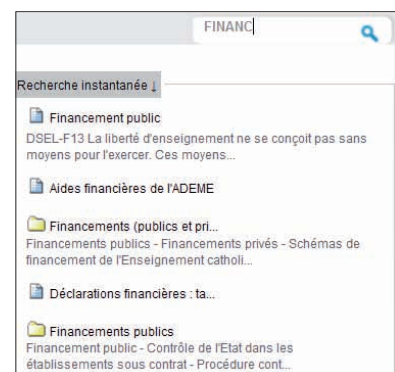 FINANC
Recherche instantanée ↓
Financement public
DSEL-F13 La liberté d'enseignement ne se conçoit pas sans
moyens pour l'exercer. Ces moyens...
Aides financières de l'ADEME
Financements (publics et pri...
Financements publics - Financements privés - Schémas de
financement de l'Enseignement catholi...
Déclarations financières : ta...
Financements publics
Financement public - Contrôle de l'Etat dans les
établissements sous contrat - Procédure cont...